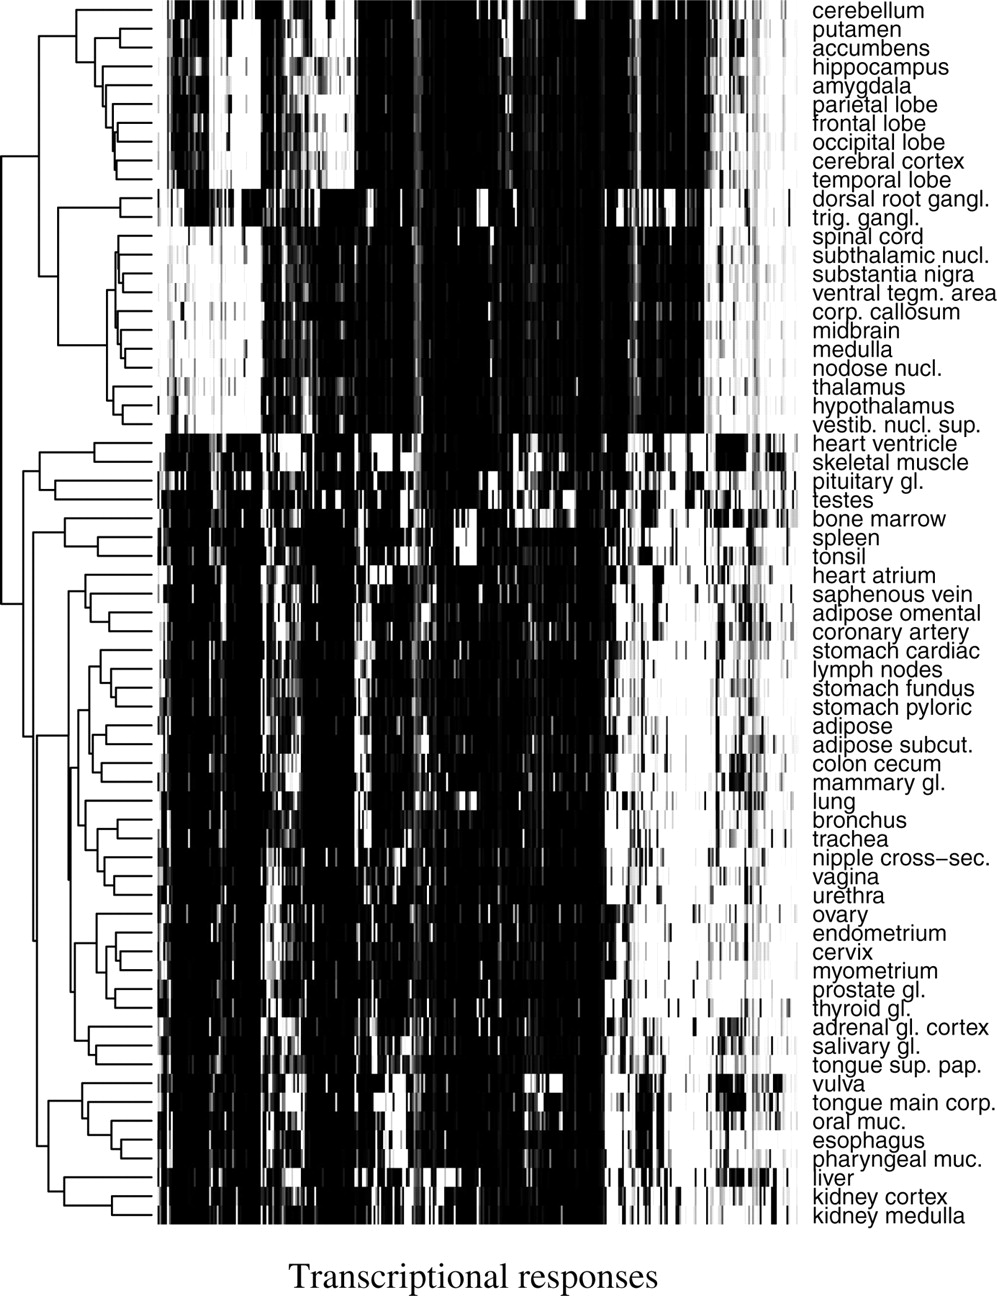 cerebellum
putamen
accumbens
hippocampus
amygdala
parietal lobe
frontal lobe
occipital lobe
cerebral cortex
temporal lobe
dorsal root gangl.
trig. gangl.
spinal cord
subthalamic nucl.
substantia nigra
ventral tegm. area
corp. callosum
midbrain
medulla
nodose nucl.
thalamus
hypothalamus
vestib. nucl. sup.
heart ventricle
skeletal muscle
pituitary gl.
testes
bone marrow
spleen
tonsil
heart atrium
saphenous vein
adipose omental
coronary artery
stomach cardiac
lymph nodes
stomach fundus
stomach pyloric
adipose
adipose subcut.
colon cecum
mammary gl.
lung
bronchus
trachea
nipple cross−sec.
vagina
urethra
ovary
endometrium
cervix
myometrium
prostate gl.
thyroid gl.
adrenal gl. cortex
salivary gl.
tongue sup. pap.
vulva
tongue main corp.
oral muc.
esophagus
pharyngeal muc.
liver
kidney cortex
kidney medulla
Transcriptional responses